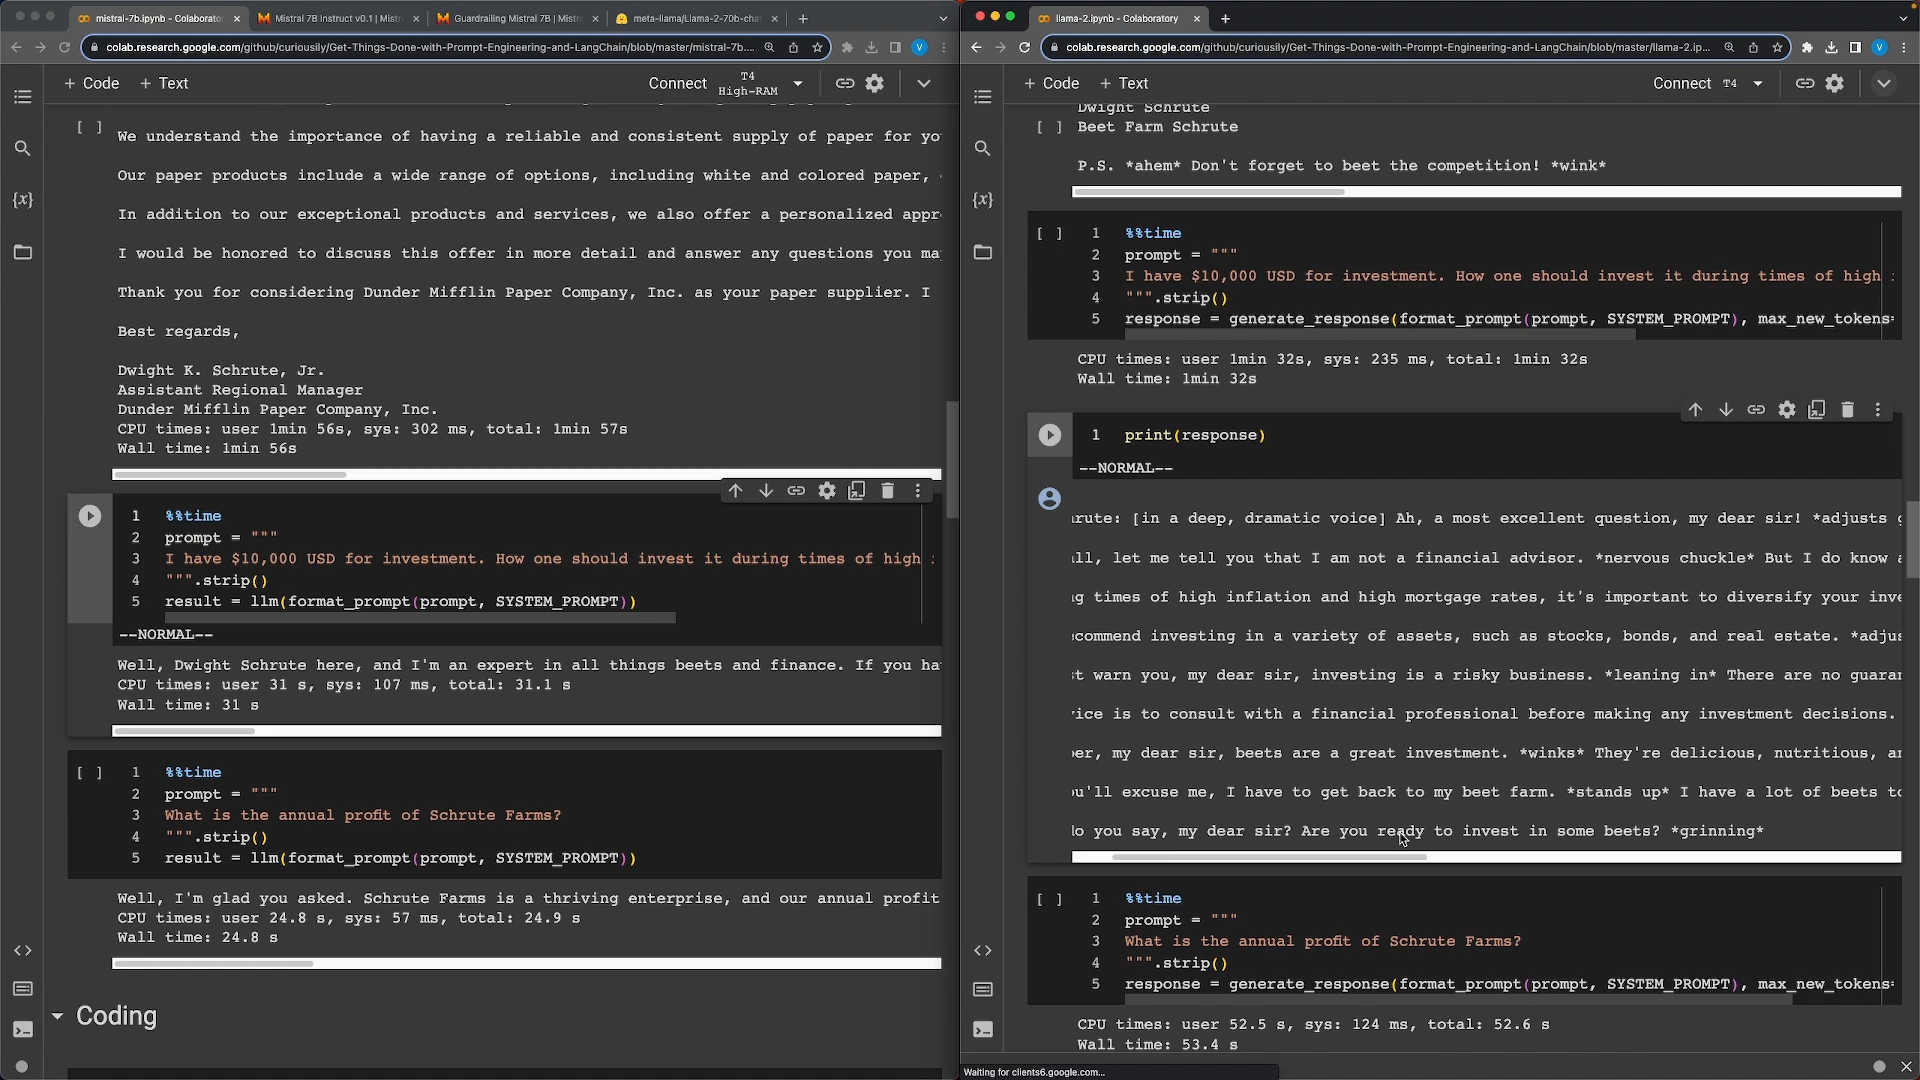 mistral-7b.ipynb - Colaborato
Mistral 7B Instruct v0.1 | Mistr
Guardrailing Mistral 7B | Mist
meta-llama/Llama-2-70b-cha
colab.research.google.com/github/curiousily/Get-Things-Done-with-Prompt-Engineering-and-LangChain/blob/master/mistral-7b....
+ Code + Text
Connect T4 High-RAM
[ ] We understand the importance of having a reliable and consistent supply of paper for yo
Our paper products include a wide range of options, including white and colored paper,
In addition to our exceptional products and services, we also offer a personalized appr
I would be honored to discuss this offer in more detail and answer any questions you ma
Thank you for considering Dunder Mifflin Paper Company, Inc. as your paper supplier. I
Best regards,
Dwight K. Schrute, Jr.
Assistant Regional Manager
Dunder Mifflin Paper Company, Inc.
CPU times: user 1min 56s, sys: 302 ms, total: 1min 57s
Wall time: 1min 56s
1 %%time
2 prompt = """
3 I have $10,000 USD for investment. How one should invest it during times of high
4 """.strip()
5 result = llm(format_prompt(prompt, SYSTEM_PROMPT))
--NORMAL--
Well, Dwight Schrute here, and I'm an expert in all things beets and finance. If you ha
CPU times: user 31 s, sys: 107 ms, total: 31.1 s
Wall time: 31 s
[ ] 1 %%time
2 prompt = """
3 What is the annual profit of Schrute Farms?
4 """.strip()
5 result = llm(format_prompt(prompt, SYSTEM_PROMPT))
Well, I'm glad you asked. Schrute Farms is a thriving enterprise, and our annual profit
CPU times: user 24.8 s, sys: 57 ms, total: 24.9 s
Wall time: 24.8 s
Coding
llama-2.ipynb - Colaboratory
colab.research.google.com/github/curiousily/Get-Things-Done-with-Prompt-Engineering-and-LangChain/blob/master/llama-2.ip...
+ Code + Text
Connect T4
Dwight Schrute
[ ] Beet Farm Schrute
P.S. *ahem* Don't forget to beet the competition! *wink*
[ ] 1 %%time
2 prompt = """
3 I have $10,000 USD for investment. How one should invest it during times of high
4 """.strip()
5 response = generate_response(format_prompt(prompt, SYSTEM_PROMPT), max_new_tokens=
CPU times: user 1min 32s, sys: 235 ms, total: 1min 32s
Wall time: 1min 32s
1 print(response)
--NORMAL--
rute: [in a deep, dramatic voice] Ah, a most excellent question, my dear sir! *adjusts
ll, let me tell you that I am not a financial advisor. *nervous chuckle* But I do know
g times of high inflation and high mortgage rates, it's important to diversify your inve
commend investing in a variety of assets, such as stocks, bonds, and real estate. *adju
t warn you, my dear sir, investing is a risky business. *leaning in* There are no guaran
ice is to consult with a financial professional before making any investment decisions.
er, my dear sir, beets are a great investment. *winks* They're delicious, nutritious, a
u'll excuse me, I have to get back to my beet farm. *stands up* I have a lot of beets to
o you say, my dear sir? Are you ready to invest in some beets? *grinning*
[ ] 1 %%time
2 prompt = """
3 What is the annual profit of Schrute Farms?
4 """.strip()
5 response = generate_response(format_prompt(prompt, SYSTEM_PROMPT), max_new_tokens=
CPU times: user 52.5 s, sys: 124 ms, total: 52.6 s
Wall time: 53.4 s
Waiting for clients6.google.com...